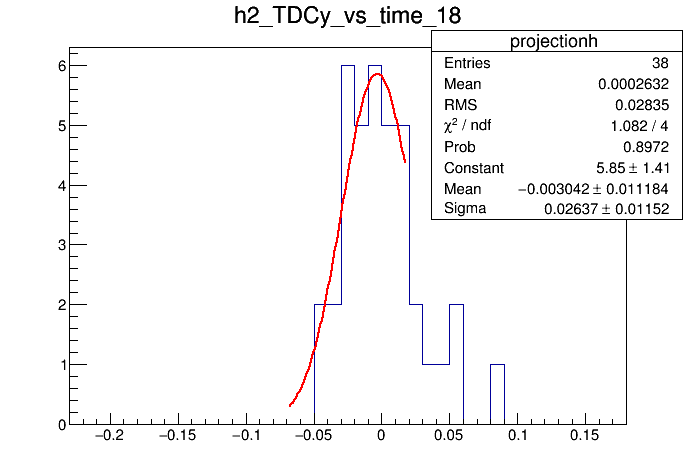 h2_TDCy_vs_time_18
projectionh
Entries 38
Mean 0.0002632
RMS 0.02835
χ² / ndf 1.082 / 4
Prob 0.8972
Constant 5.85 ± 1.41
Mean −0.003042 ± 0.011184
Sigma 0.02637 ± 0.01152
6
5
4
3
2
1
0
−0.2 −0.15 −0.1 −0.05 0 0.05 0.1 0.15